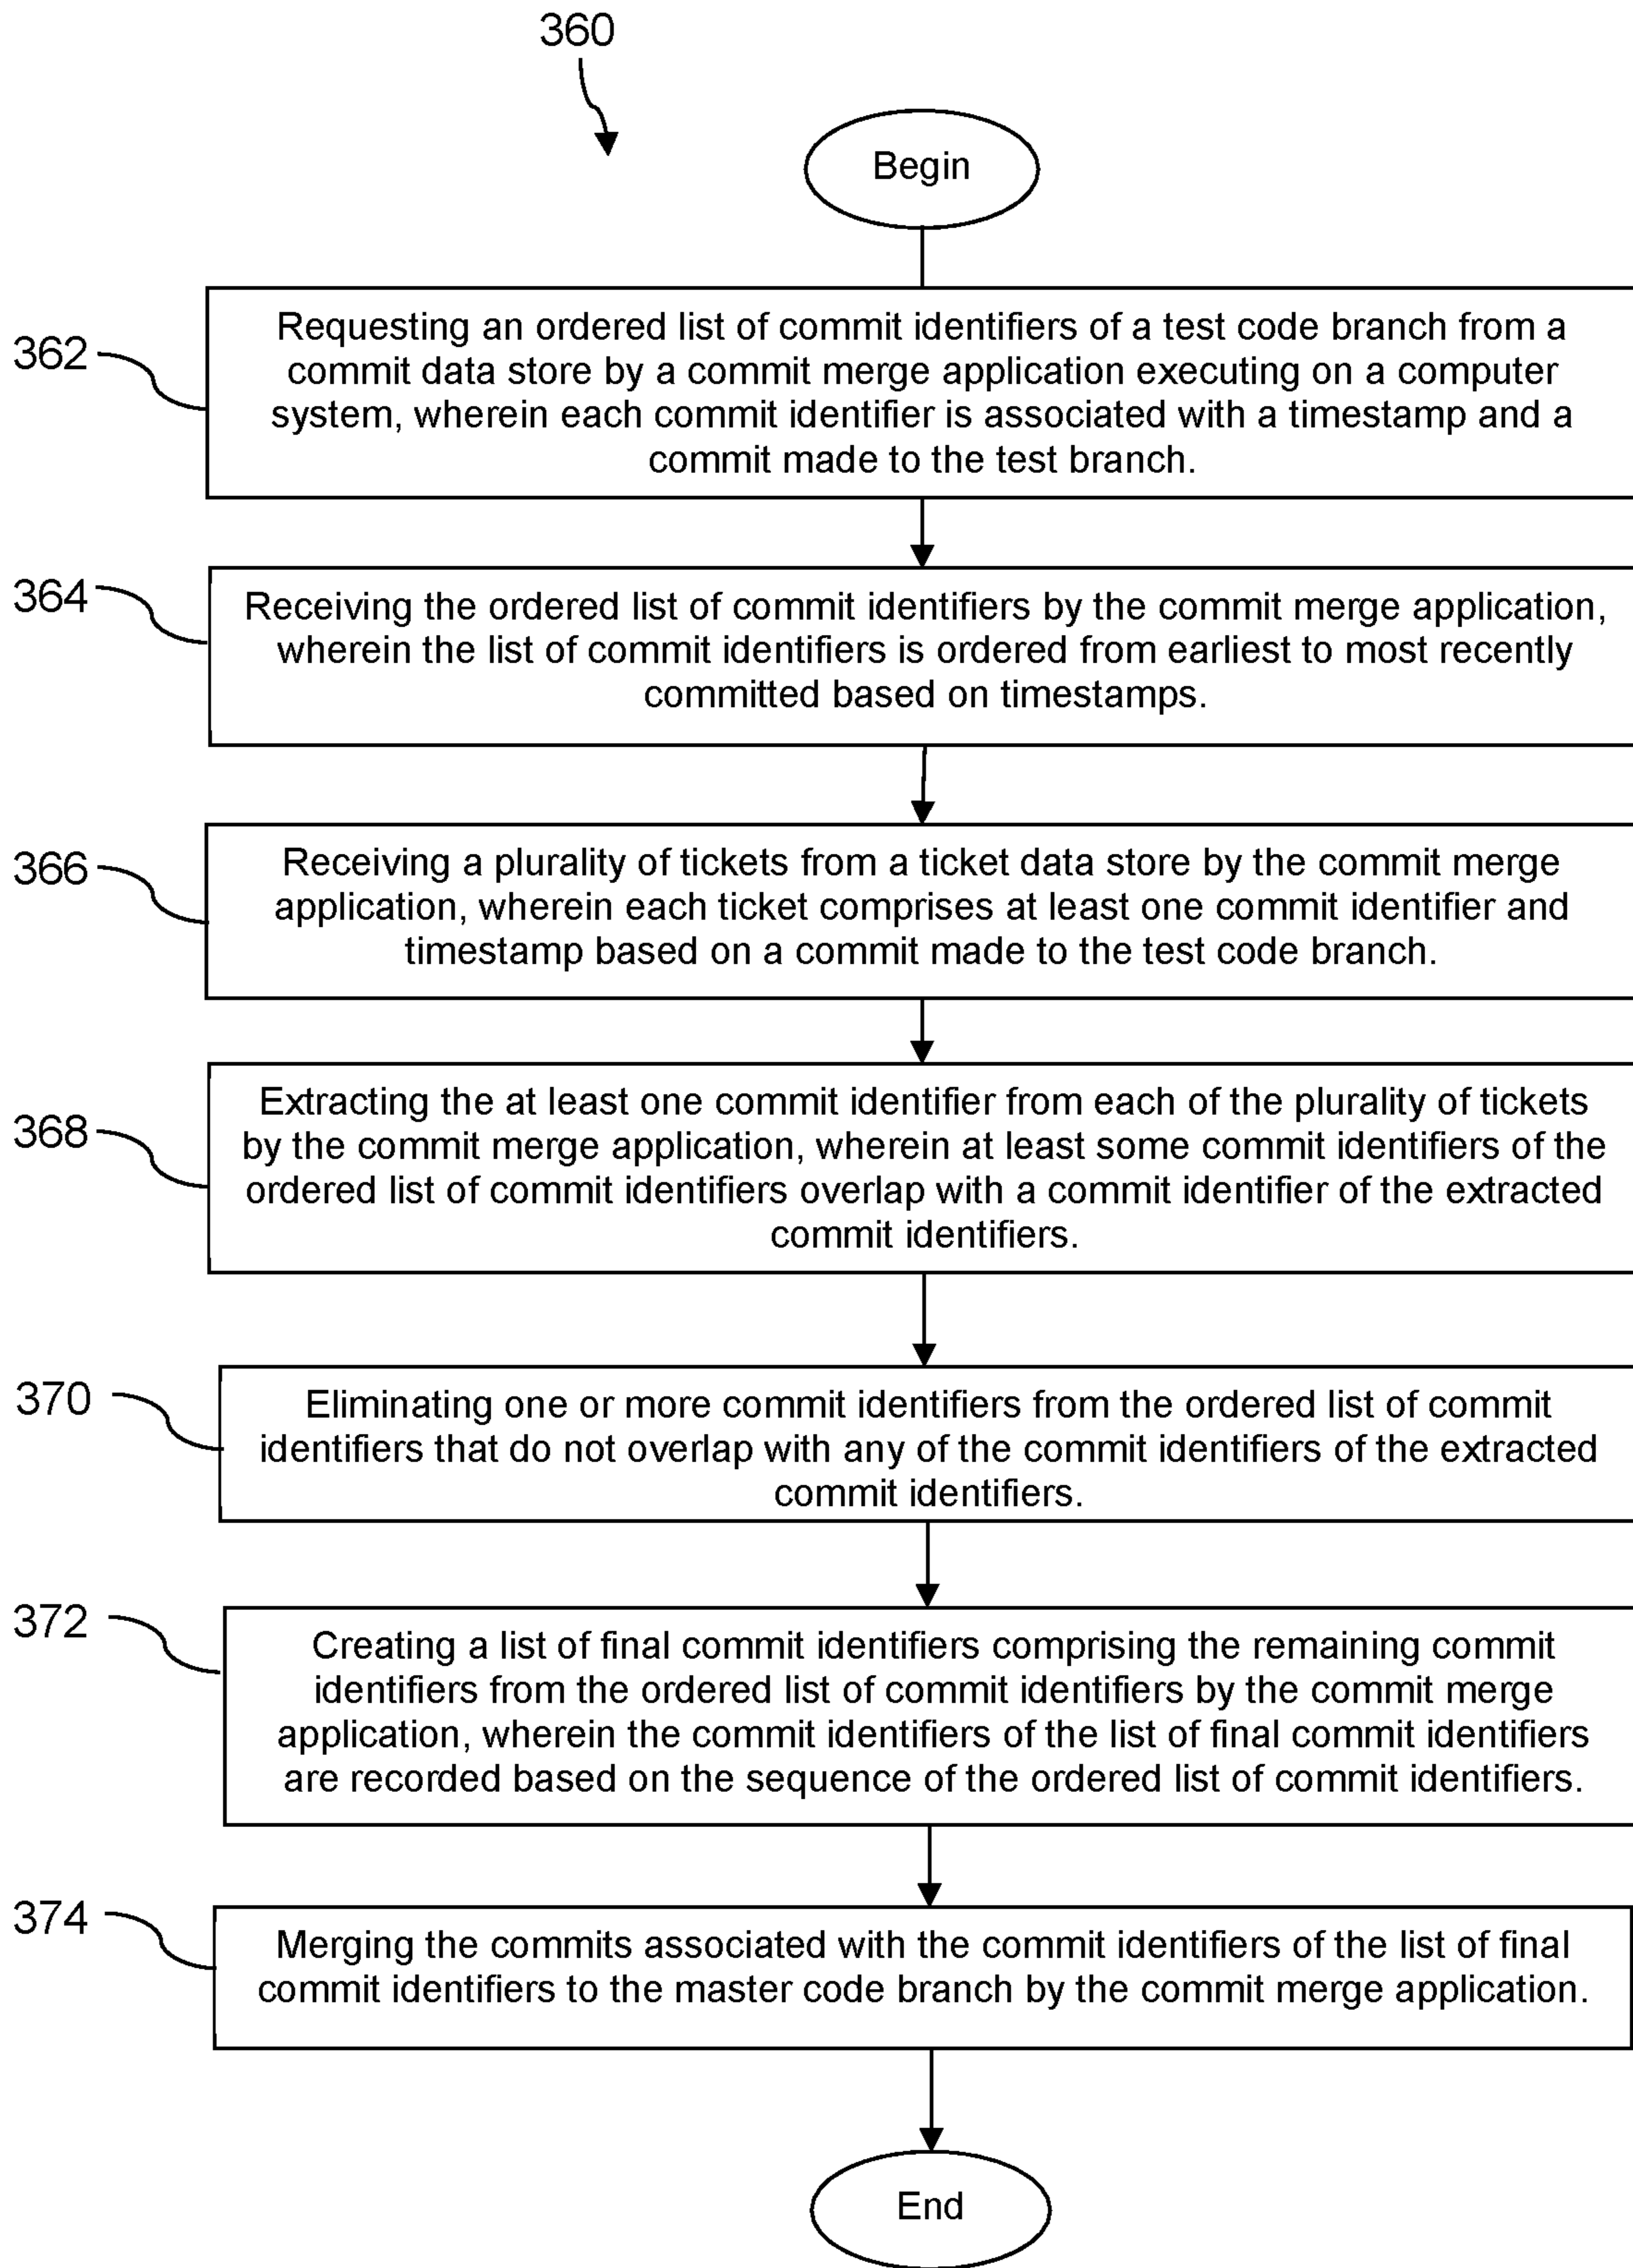 360
Begin
362
Requesting an ordered list of commit identifiers of a test code branch from a
commit data store by a commit merge application executing on a computer
system, wherein each commit identifier is associated with a timestamp and a
commit made to the test branch.
364
Receiving the ordered list of commit identifiers by the commit merge application,
wherein the list of commit identifiers is ordered from earliest to most recently
committed based on timestamps.
366
Receiving a plurality of tickets from a ticket data store by the commit merge
application, wherein each ticket comprises at least one commit identifier and
timestamp based on a commit made to the test code branch.
368
Extracting the at least one commit identifier from each of the plurality of tickets
by the commit merge application, wherein at least some commit identifiers of the
ordered list of commit identifiers overlap with a commit identifier of the extracted
commit identifiers.
370
Eliminating one or more commit identifiers from the ordered list of commit
identifiers that do not overlap with any of the commit identifiers of the extracted
commit identifiers.
372
Creating a list of final commit identifiers comprising the remaining commit
identifiers from the ordered list of commit identifiers by the commit merge
application, wherein the commit identifiers of the list of final commit identifiers
are recorded based on the sequence of the ordered list of commit identifiers.
374
Merging the commits associated with the commit identifiers of the list of final
commit identifiers to the master code branch by the commit merge application.
End